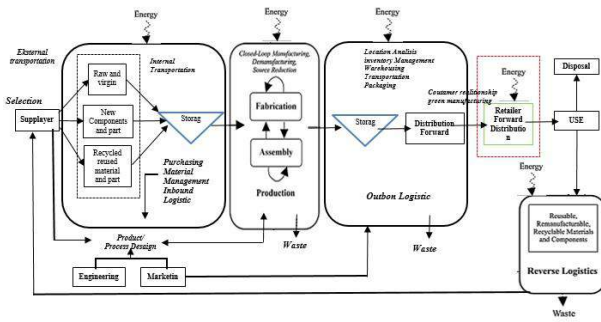 Energy
Energy
Energy
Eksternal
transportation
Internal
Transportation
Closed-Loop Manufacturing,
Demanufacturing,
Source Reduction
Location Analisis
inventory Management
Warehousing
Transportation
Packaging
Costumer realitionship
green manufacturing
Energy
Disposal
Selection
Supplayer
Raw and
virgin
New
Components
and part
Recycled
reused
material
and part
Storag
Purchasing
Material
Management
Inbound
Logistic
Fabrication
Assembly
Production
Storag
Distribution
Forward
Outbon Logistic
Retailer
Forward
Distributio
n
USE
Energy
Reusable,
Remanufacturable,
Recyclable Materials
and Components
Reverse Logistics
Waste
Product/
Process Desaign
Waste
Waste
Engineering
Marketin